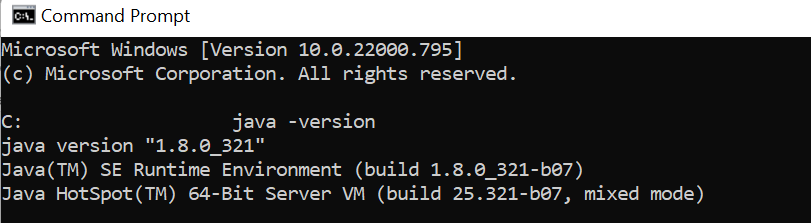 Command Prompt
Microsoft Windows [Version 10.0.22000.795]
(c) Microsoft Corporation. All rights reserved.
C: java -version
java version "1.8.0_321"
Java(TM) SE Runtime Environment (build 1.8.0_321-b07)
Java HotSpot(TM) 64-Bit Server VM (build 25.321-b07, mixed mode)